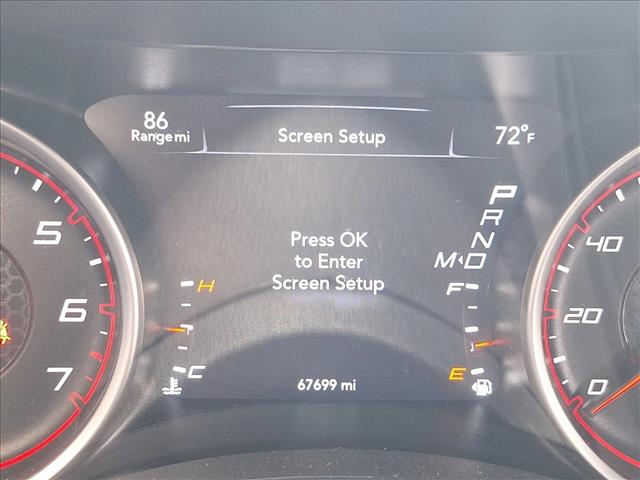 86
Range mi
Screen Setup
72°F
P
R
N
M◂D
Press OK
to Enter
Screen Setup
H
C
F
E
67699 mi
5
6
7
40
20
0